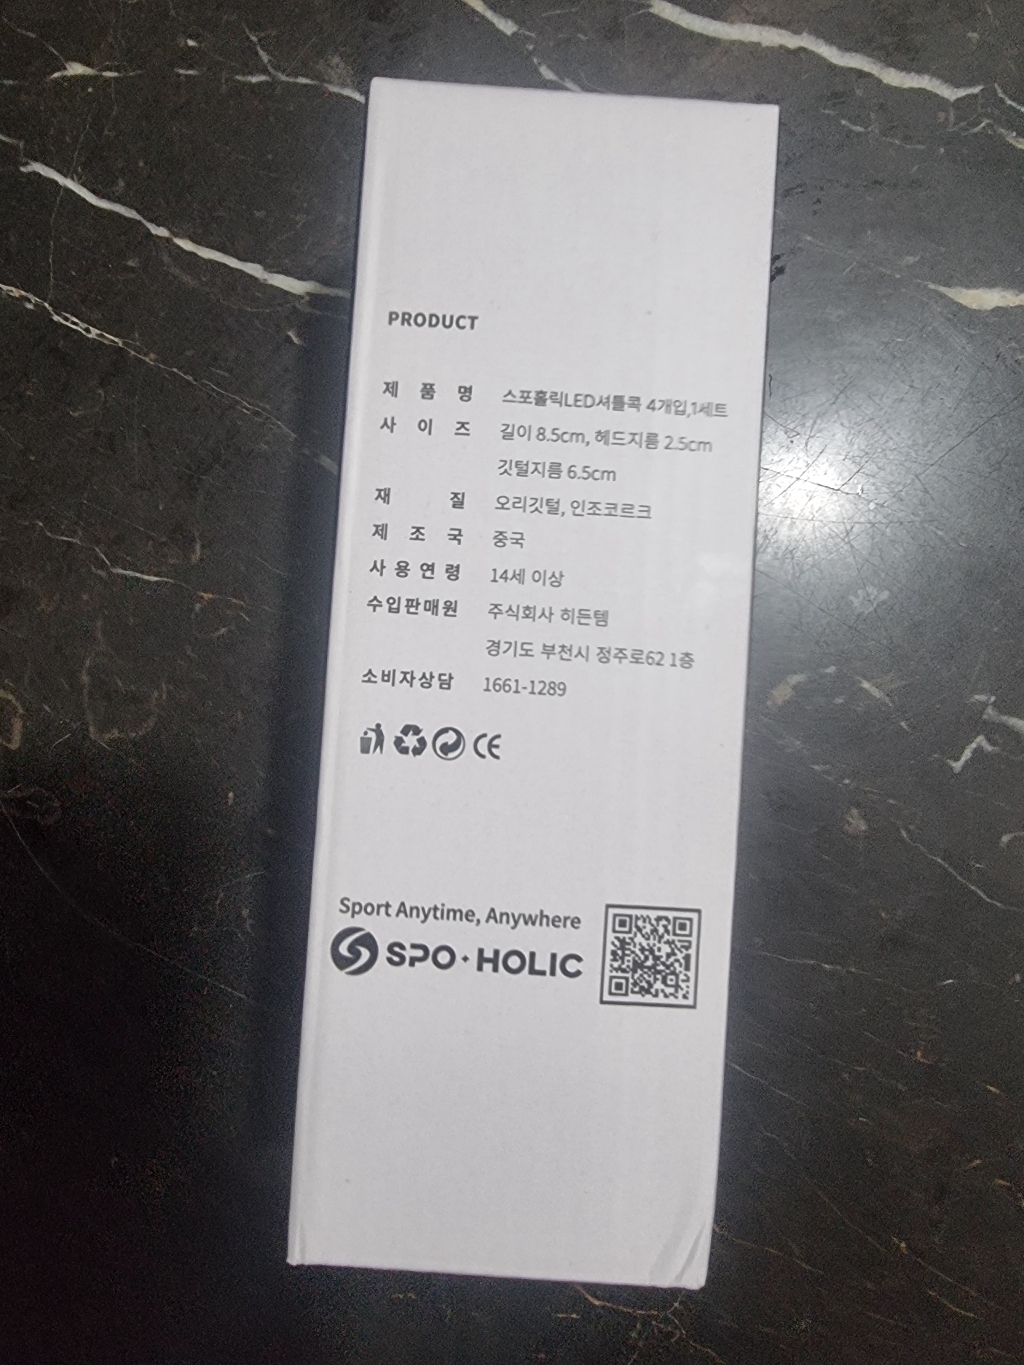 PRODUCT
제 품 명 스포홀릭LED셔틀콕 4개입,1세트
사 이 즈 길이 8.5cm, 헤드지름 2.5cm
깃털지름 6.5cm
재 질 오리깃털, 인조코르크
제 조 국 중국
사용연령 14세 이상
수입판매원 주식회사 히든템
경기도 부천시 정주로62 1층
소비자상담 1661-1289
CE
Sport Anytime, Anywhere
SPO·HOLIC